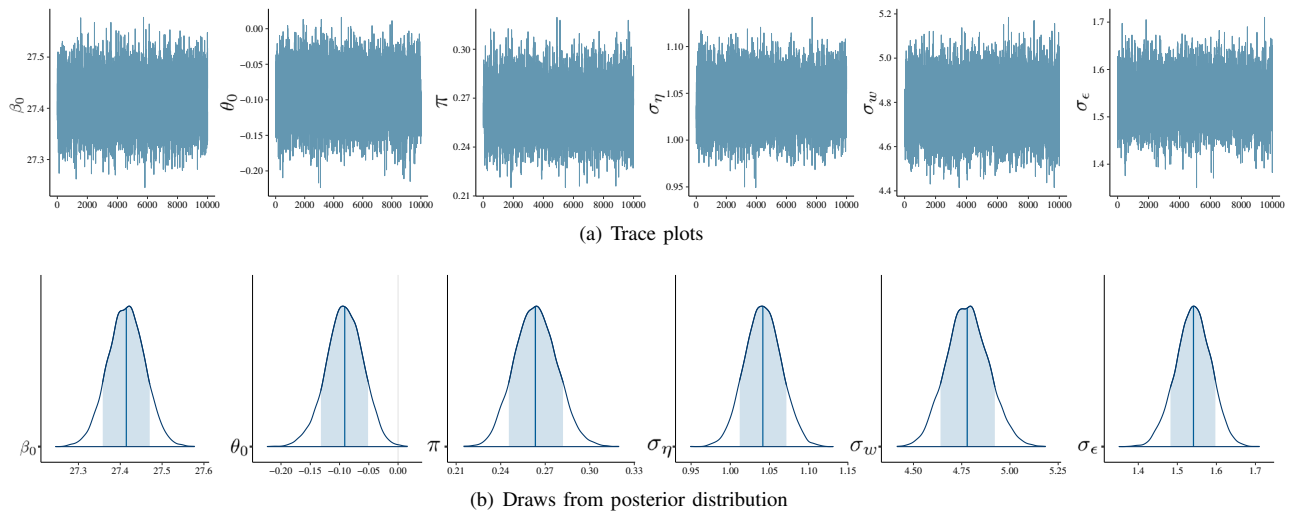 β0 27.5 27.4 27.3 0 2000 4000 6000 8000 10000
θ0 0.00 −0.05 −0.10 −0.15 −0.20 0 2000 4000 6000 8000 10000
π 0.30 0.27 0.24 0.21 0 2000 4000 6000 8000 10000
ση 1.10 1.05 1.00 0.95 0 2000 4000 6000 8000 10000
σw 5.2 5.0 4.8 4.6 4.4 0 2000 4000 6000 8000 10000
σϵ 1.7 1.6 1.5 1.4 0 2000 4000 6000 8000 10000
(a) Trace plots
β0 27.3 27.4 27.5 27.6
θ0 −0.20 −0.15 −0.10 −0.05 0.00
π 0.21 0.24 0.27 0.30 0.33
ση 0.95 1.00 1.05 1.10 1.15
σw 4.50 4.75 5.00 5.25
σϵ 1.4 1.5 1.6 1.7
(b) Draws from posterior distribution